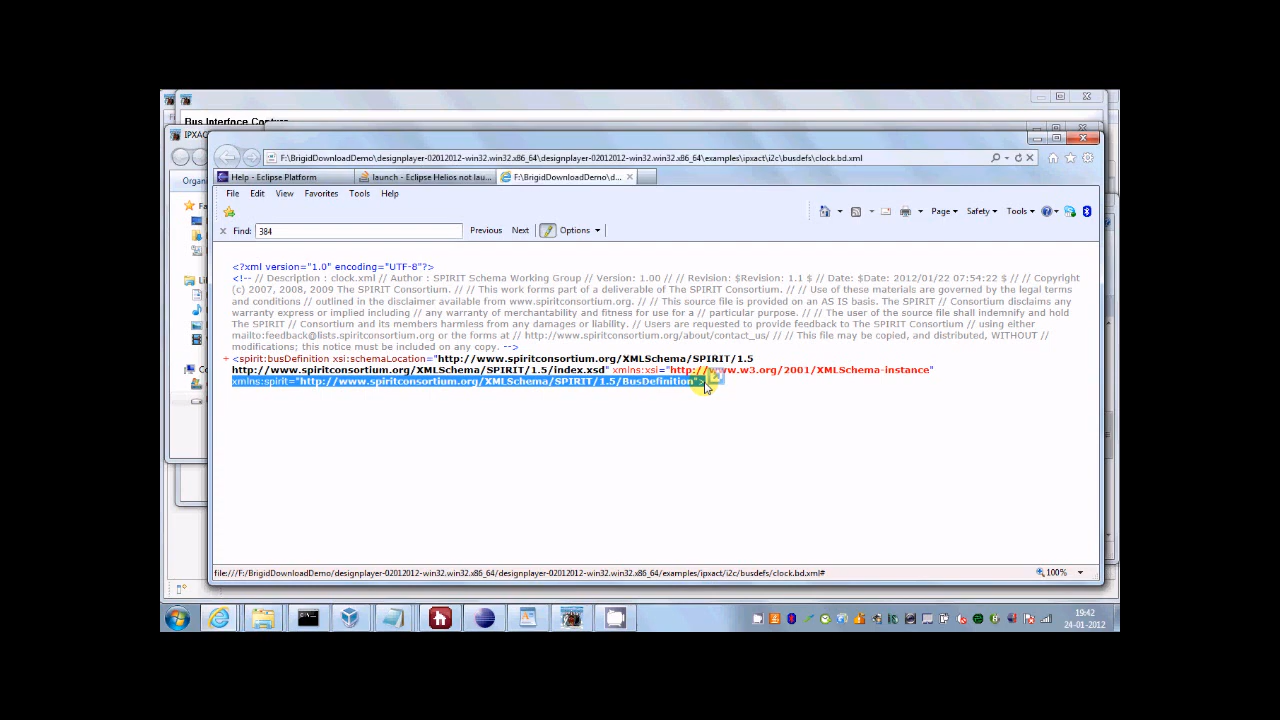 Bus Interface Conture
IPXAC
F:\BrigidDownloadDemo\designplayer-02012012-win32.win32.x86_64\designplayer-02012012-win32.win32.x86_64\examples\ipxact\i2c\busdefs\clock.bd.xml
Organi
Help - Eclipse Platform
launch - Eclipse Helios not lau...
F:\BrigidDownloadDemo\d...
File Edit View Favorites Tools Help
Page Safety Tools
Find: 384 Previous Next Options
<?xml version="1.0" encoding="UTF-8"?>
<!-- // Description : clock.xml // Author : SPIRIT Schema Working Group // Version: 1.00 // // Revision: $Revision: 1.1 $ // Date: $Date: 2012/01/22 07:54:22 $ // // Copyright
(c) 2007, 2008, 2009 The SPIRIT Consortium. // // This work forms part of a deliverable of The SPIRIT Consortium. // // Use of these materials are governed by the legal terms
and conditions // outlined in the disclaimer available from www.spiritconsortium.org. // // This source file is provided on an AS IS basis. The SPIRIT // Consortium disclaims any
warranty express or implied including // any warranty of merchantability and fitness for use for a // particular purpose. // // The user of the source file shall indemnify and hold
The SPIRIT // Consortium and its members harmless from any damages or liability. // Users are requested to provide feedback to The SPIRIT Consortium // using either
mailto:feedback@lists.spiritconsortium.org or the forms at // http://www.spiritconsortium.org/about/contact_us/ // // This file may be copied, and distributed, WITHOUT //
modifications; this notice must be included on any copy. -->
+ <spirit:busDefinition xsi:schemaLocation="http://www.spiritconsortium.org/XMLSchema/SPIRIT/1.5
http://www.spiritconsortium.org/XMLSchema/SPIRIT/1.5/index.xsd" xmlns:xsi="http://www.w3.org/2001/XMLSchema-instance"
xmlns:spirit="http://www.spiritconsortium.org/XMLSchema/SPIRIT/1.5/BusDefinition">
file:///F:/BrigidDownloadDemo/designplayer-02012012-win32.win32.x86_64/designplayer-02012012-win32.win32.x86_64/examples/ipxact/i2c/busdefs/clock.bd.xml#
100%
19:42
24-01-2012